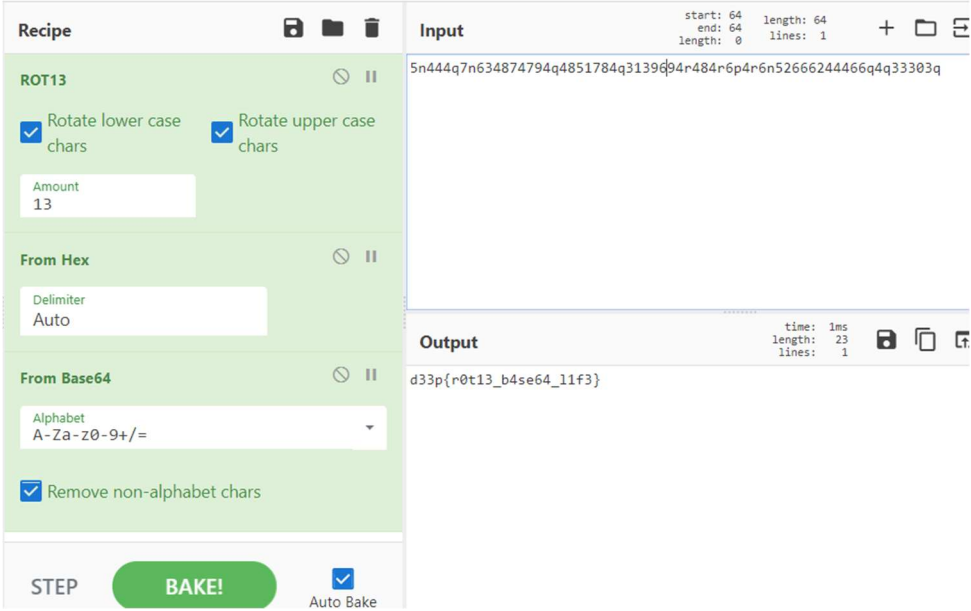 Recipe
ROT13
Rotate lower case chars
Rotate upper case chars
Amount
13
From Hex
Delimiter
Auto
From Base64
Alphabet
A-Za-z0-9+/=
Remove non-alphabet chars
STEP
BAKE!
Auto Bake
Input
start: 64
end: 64
length: 0
length: 64
lines: 1
5n444q7n634874794q4851784q3139694r484r6p4r6n52666244466q4q33303q
Output
time: 1ms
length: 23
lines: 1
d33p{r0t13_b4se64_l1f3}